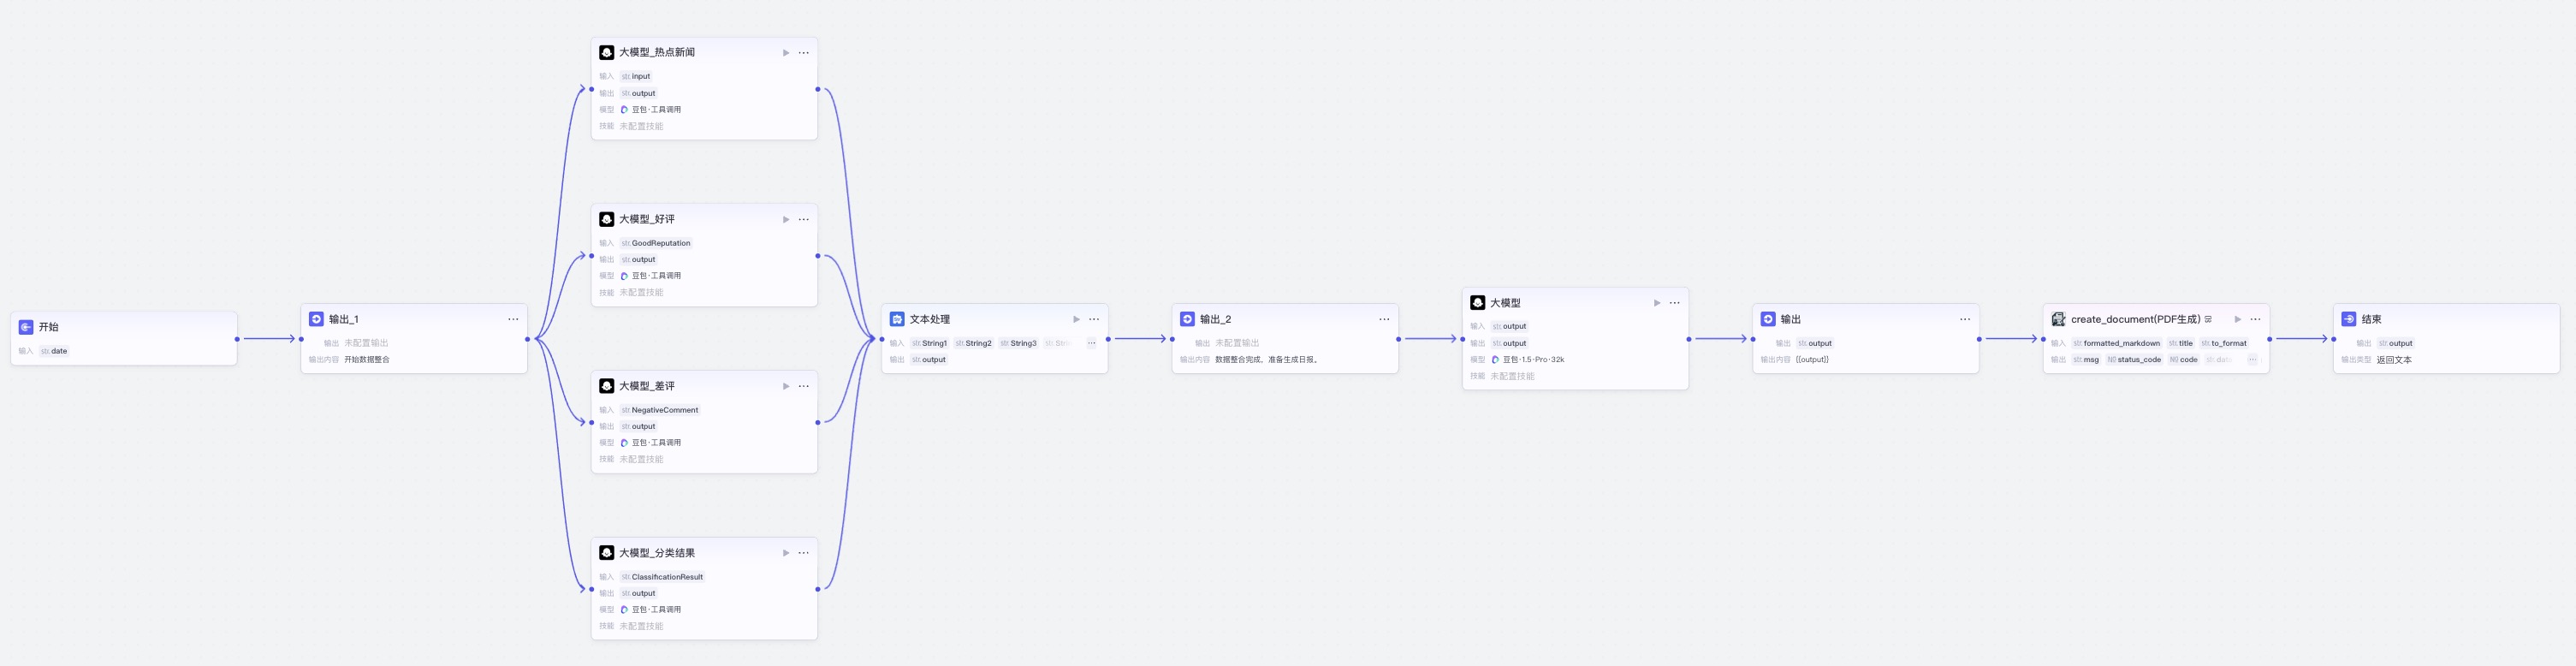 开始
输入 str. date
输出_1
输出 未配置输出
输出内容 开始数据整合
大模型_热点新闻
输入 str. input
输出 str. output
模型 豆包·工具调用
技能 未配置技能
大模型_好评
输入 str. GoodReputation
输出 str. output
模型 豆包·工具调用
技能 未配置技能
大模型_差评
输入 str. NegativeComment
输出 str. output
模型 豆包·工具调用
技能 未配置技能
大模型_分类结果
输入 str. ClassificationResult
输出 str. output
模型 豆包·工具调用
技能 未配置技能
文本处理
输入 str. String1 str. String2 str. String3 str. ...
输出 str. output
输出_2
输出 未配置输出
输出内容 数据整合完成，准备生成日报。
大模型
输入 str. output
输出 str. output
模型 豆包·1.5·Pro·32k
技能 未配置技能
输出
输出 str. output
输出内容 {{output}}
create_document(PDF生成)
输入 str. formatted_markdown str. title str. to_format
输出 str. msg №status_code №code str. data ...
结束
输出 str. output
输出类型 返回文本